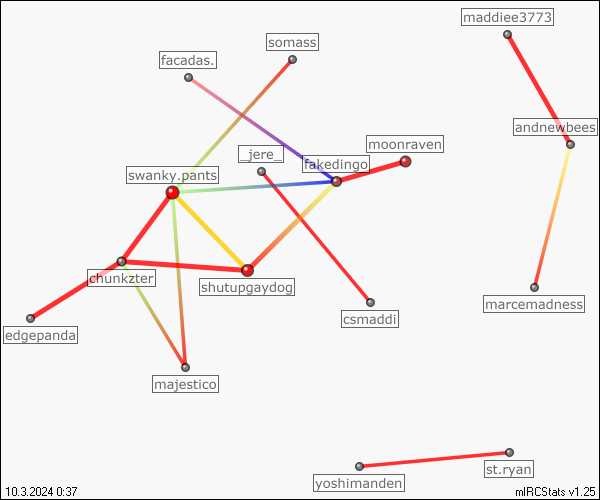 maddiee3773
somass
facadas.
andnewbees
moonraven
_jere_
fakedingo
swanky.pants
chunkzter
shutupgaydog
marcemadness
csmaddi
edgepanda
majestico
st.ryan
yoshimanden
10.3.2024 0:37
mIRCStats v1.25